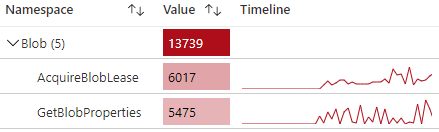 Namespace ↑↓ Value ↑↓ Timeline
Blob (5) 13739
AcquireBlobLease 6017
GetBlobProperties 5475